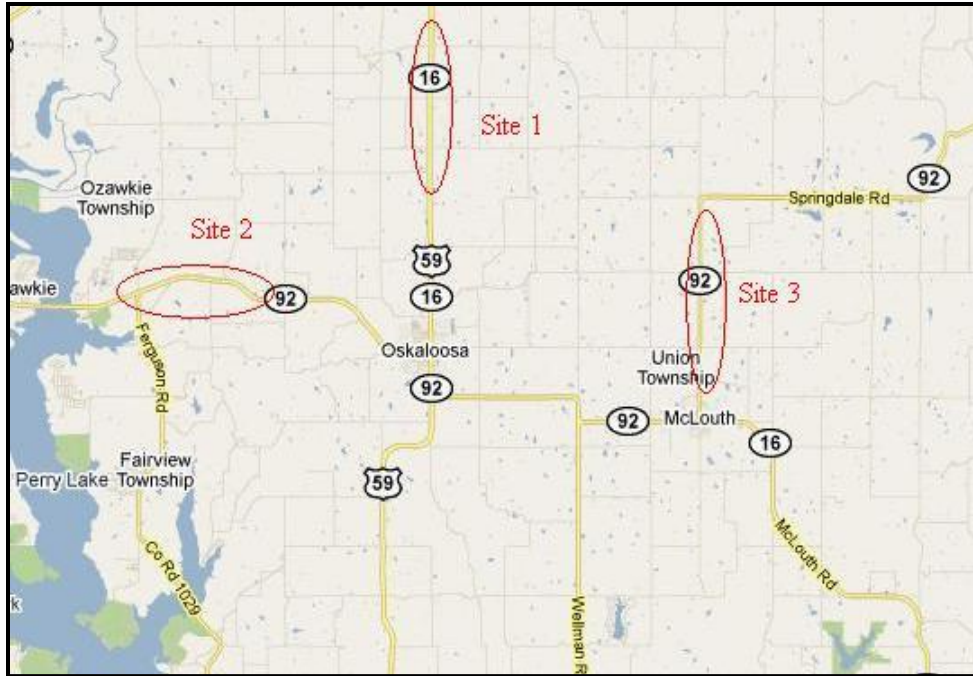 16
Site 1
92
Ozawkie
Township
Springdale Rd
Site 2
59
awkie
92
16
92
Site 3
Ferguson Rd
Oskaloosa
Union
Township
92
92
McLouth
16
Fairview
Township
Perry Lake
59
McLouth Rd
Co Rd 1029
Wellman R
k